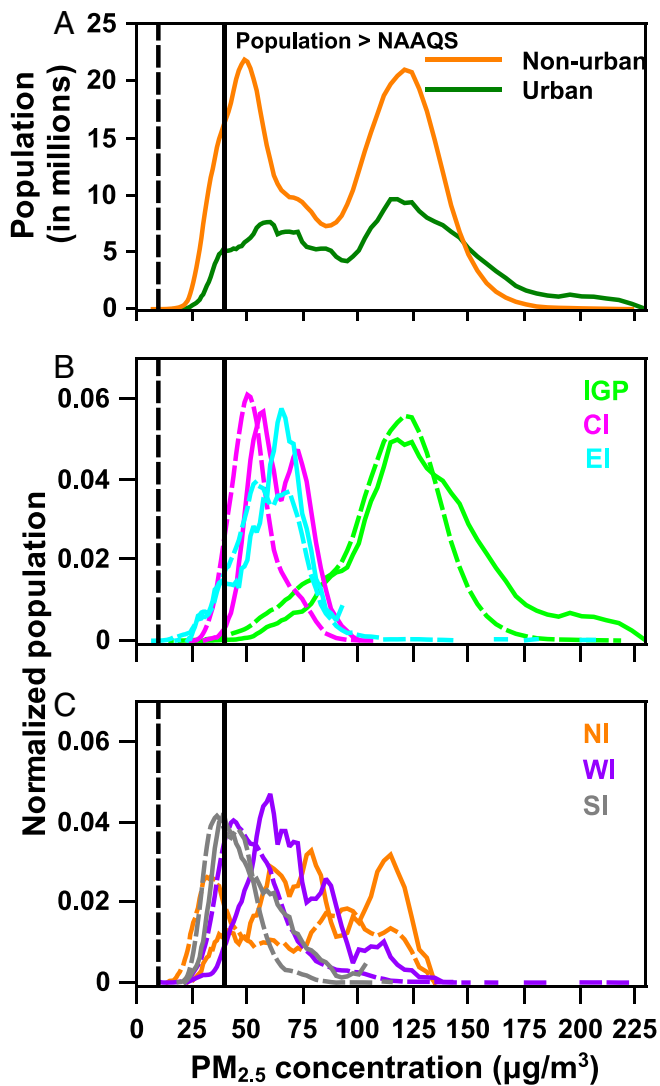 A
25
20
15
10
5
0
Population
(in millions)
Population > NAAQS
Non-urban
Urban
B
0.06
0.04
0.02
0
IGP
CI
EI
Normalized population
C
0.06
0.04
0.02
0
NI
WI
SI
0 25 50 75 100 125 150 175 200 225
PM2.5 concentration (µg/m³)